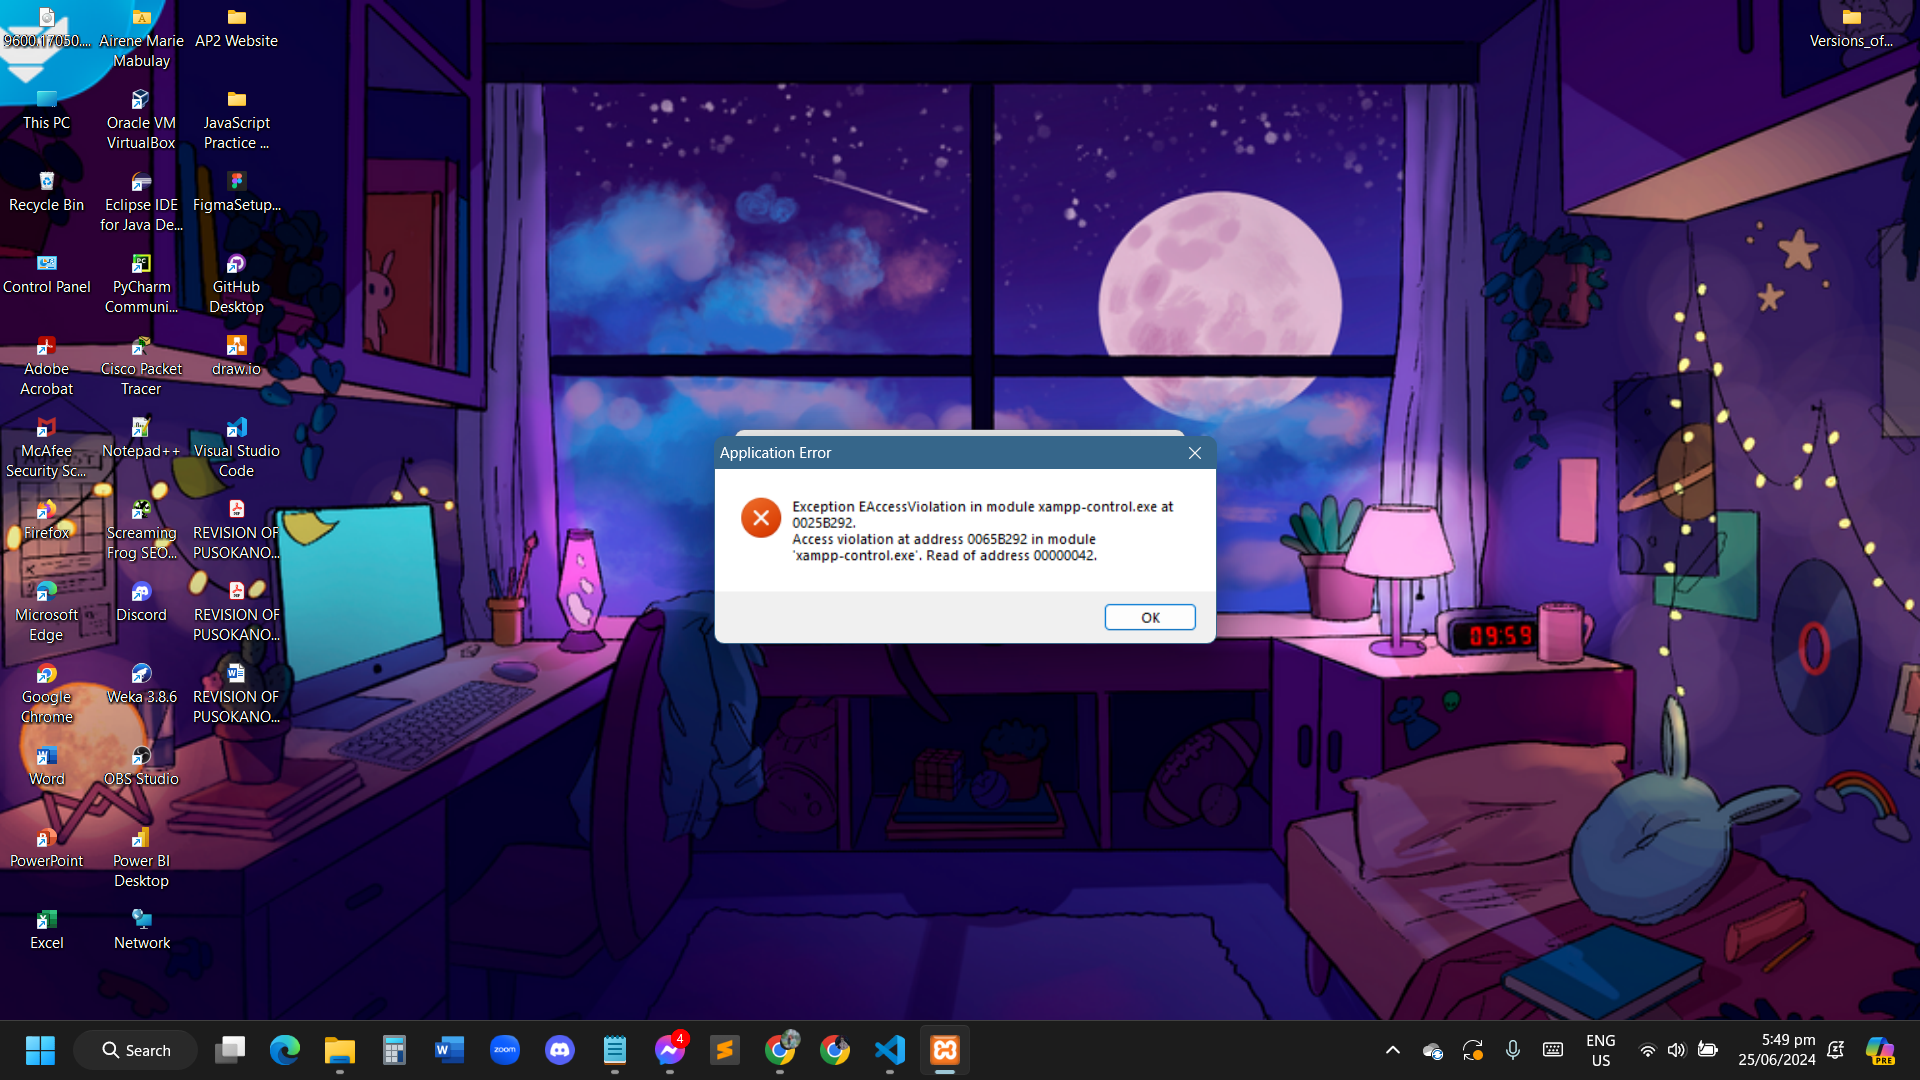 9600.17050....
Airene Marie
Mabulay
AP2 Website
Versions_of...
This PC
Oracle VM
VirtualBox
JavaScript
Practice ...
Recycle Bin
Eclipse IDE
for Java De...
FigmaSetup...
Control Panel
PyCharm
Communi...
GitHub
Desktop
Adobe
Acrobat
Cisco Packet
Tracer
draw.io
McAfee
Security Sc...
Notepad++
Visual Studio
Code
Firefox
Screaming
Frog SEO...
REVISION OF
PUSOKANO...
Microsoft
Edge
Discord
REVISION OF
PUSOKANO...
Google
Chrome
Weka 3.8.6
REVISION OF
PUSOKANO...
Word
OBS Studio
PowerPoint
Power BI
Desktop
Excel
Network
Application Error
Exception EAccessViolation in module xampp-control.exe at
0025B292.
Access violation at address 0065B292 in module
'xampp-control.exe'. Read of address 00000042.
OK
09:59
Search
zoom
4
ENG
US
5:49 pm
25/06/2024
PRE